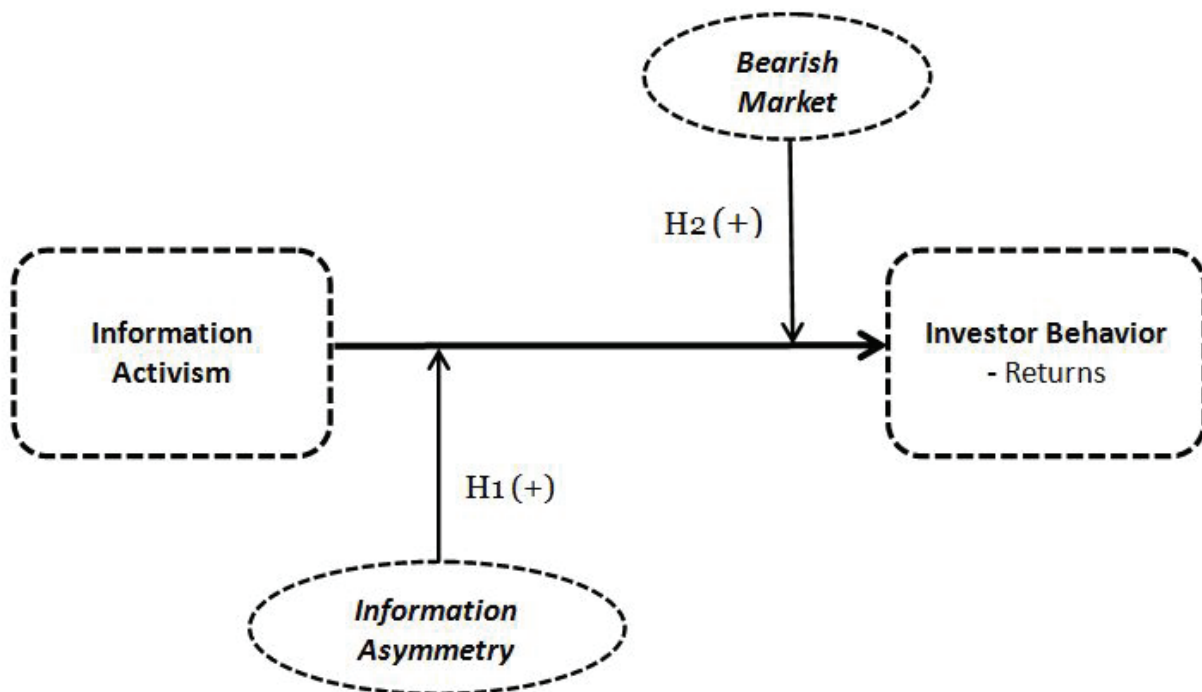 Bearish
Market
H2 (+)
Information
Activism
Investor Behavior
- Returns
H1 (+)
Information
Asymmetry